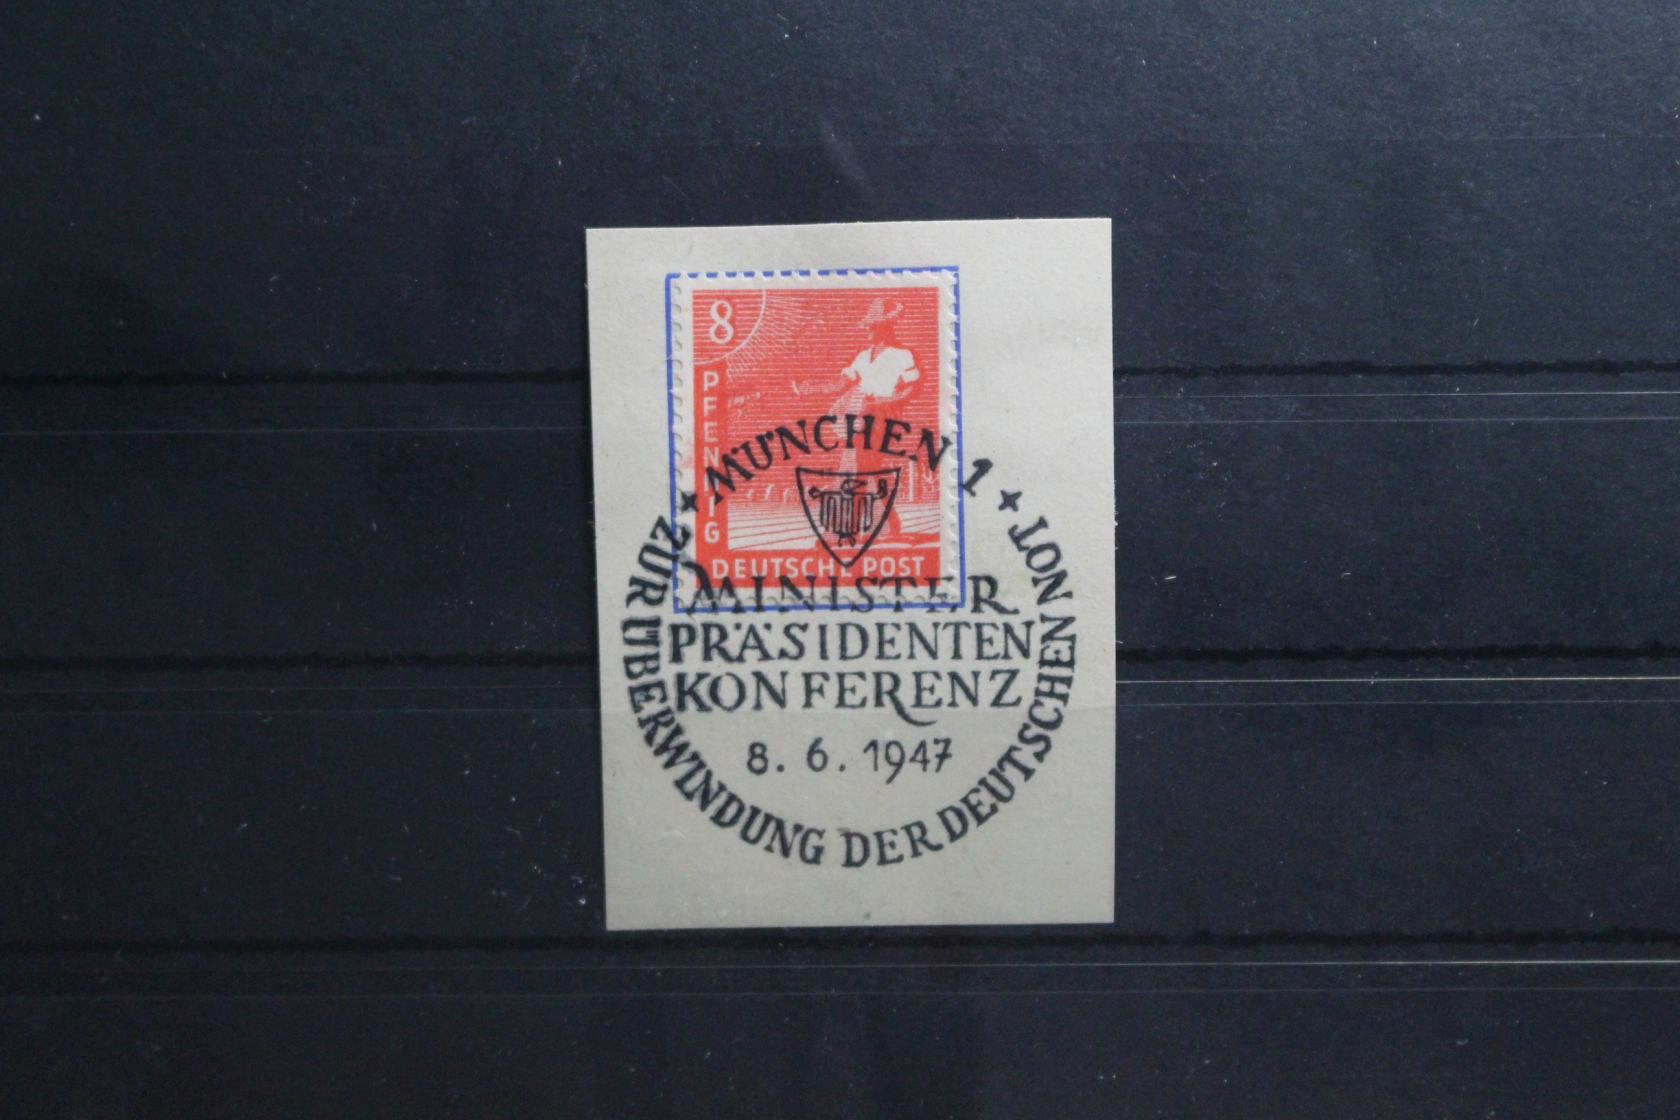 8
PFENNIG
DEUTSCHE POST
MÜNCHEN 1
MINISTER
PRÄSIDENTEN
KONFERENZ
8. 6. 1947
ZUR ÜBERWINDUNG DER DEUTSCHEN NOT